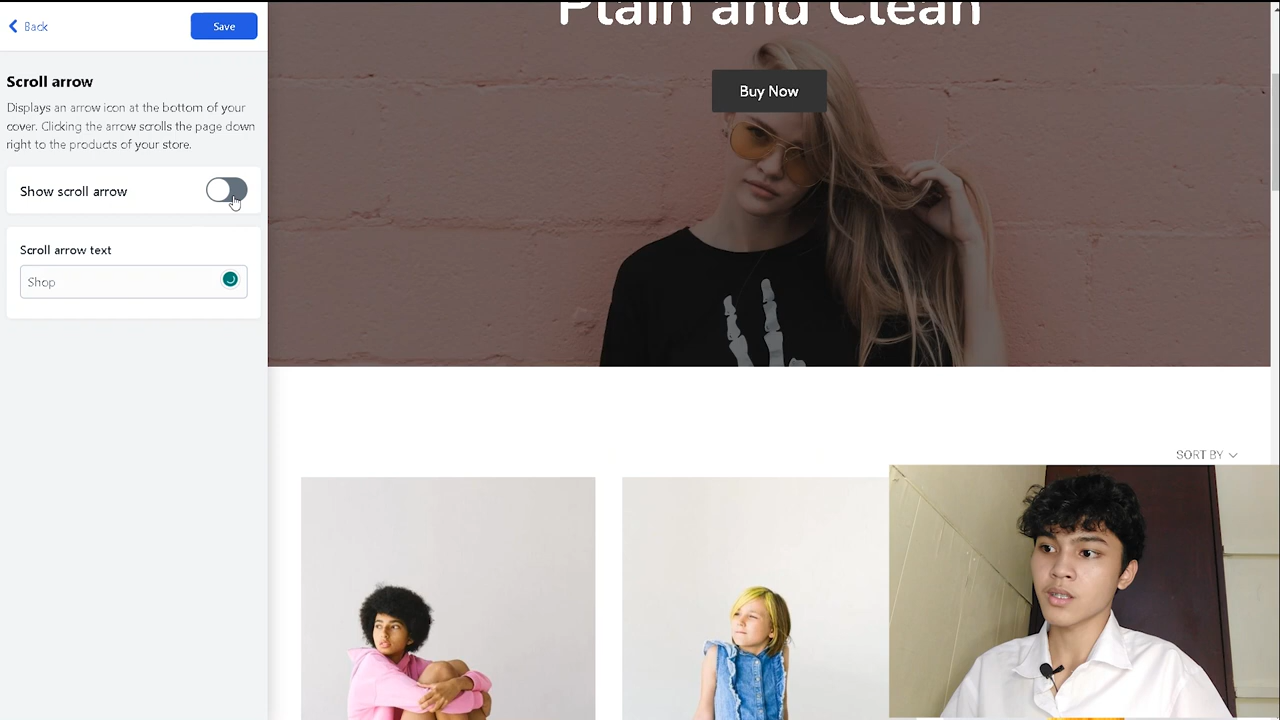 Back
Save
Plain and Clean
Buy Now
Scroll arrow
Displays an arrow icon at the bottom of your
cover. Clicking the arrow scrolls the page down
right to the products of your store.
Show scroll arrow
Scroll arrow text
Shop
SORT BY